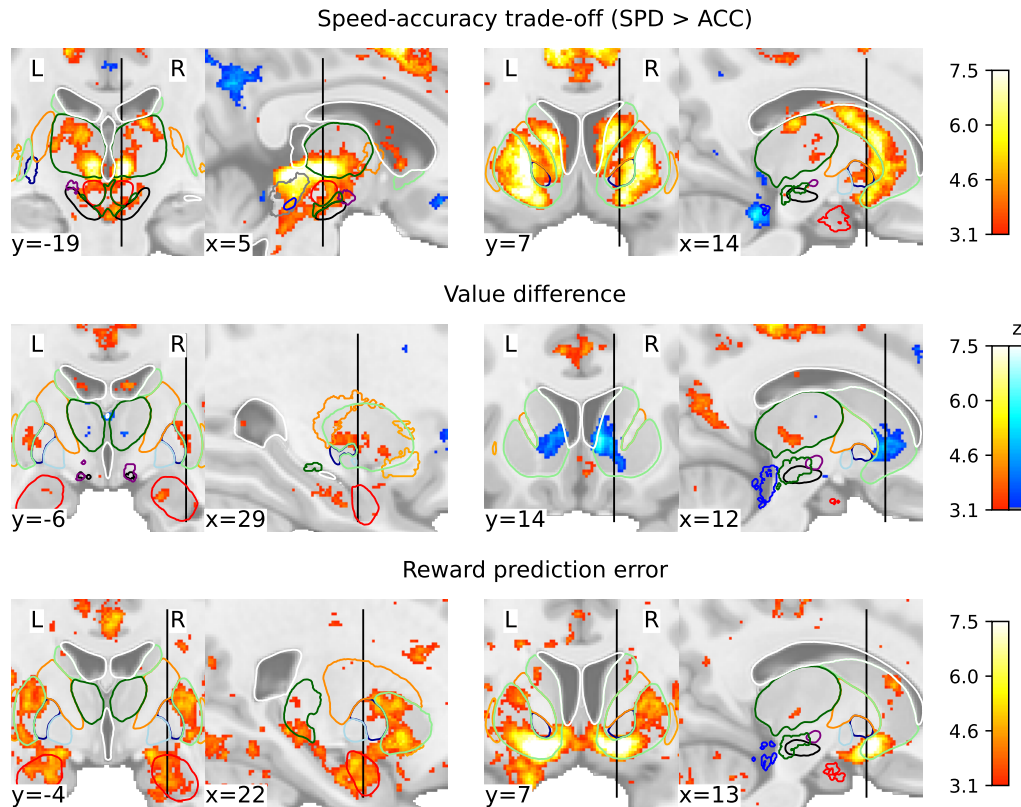 Speed-accuracy trade-off (SPD > ACC)
L R L R 7.5
6.0
4.6
y=-19 x=5 y=7 x=14 3.1
Value difference
L R L R z
7.5
6.0
4.6
y=-6 x=29 y=14 x=12 3.1
Reward prediction error
L R L R 7.5
6.0
4.6
y=-4 x=22 y=7 x=13 3.1